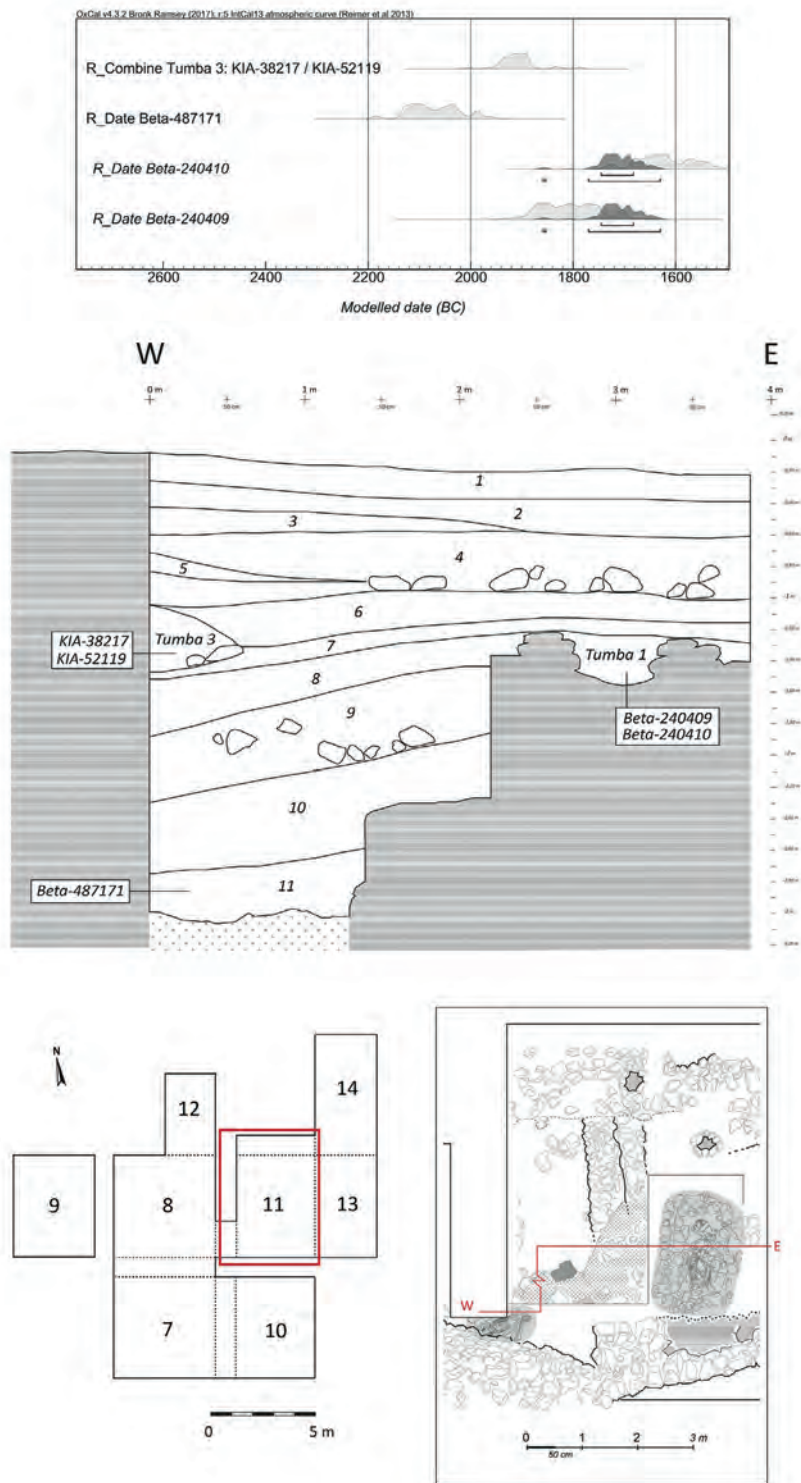 OxCal v4.3.2 Bronk Ramsey (2017); r:5 IntCal13 atmospheric curve (Reimer et al 2013)
R_Combine Tumba 3: KIA-38217 / KIA-52119
R_Date Beta-487171
R_Date Beta-240410
R_Date Beta-240409
2600 2400 2200 2000 1800 1600
Modelled date (BC)
W E
0 m 1 m 2 m 3 m 4 m
50 cm
1
2
3
4
5
6
KIA-38217
KIA-52119
Tumba 3
7
Tumba 1
8
9
Beta-240409
Beta-240410
10
Beta-487171
11
N
14
12
9 8 11 13
7 10
0 5 m
E
W
0 1 2 3 m
50 cm